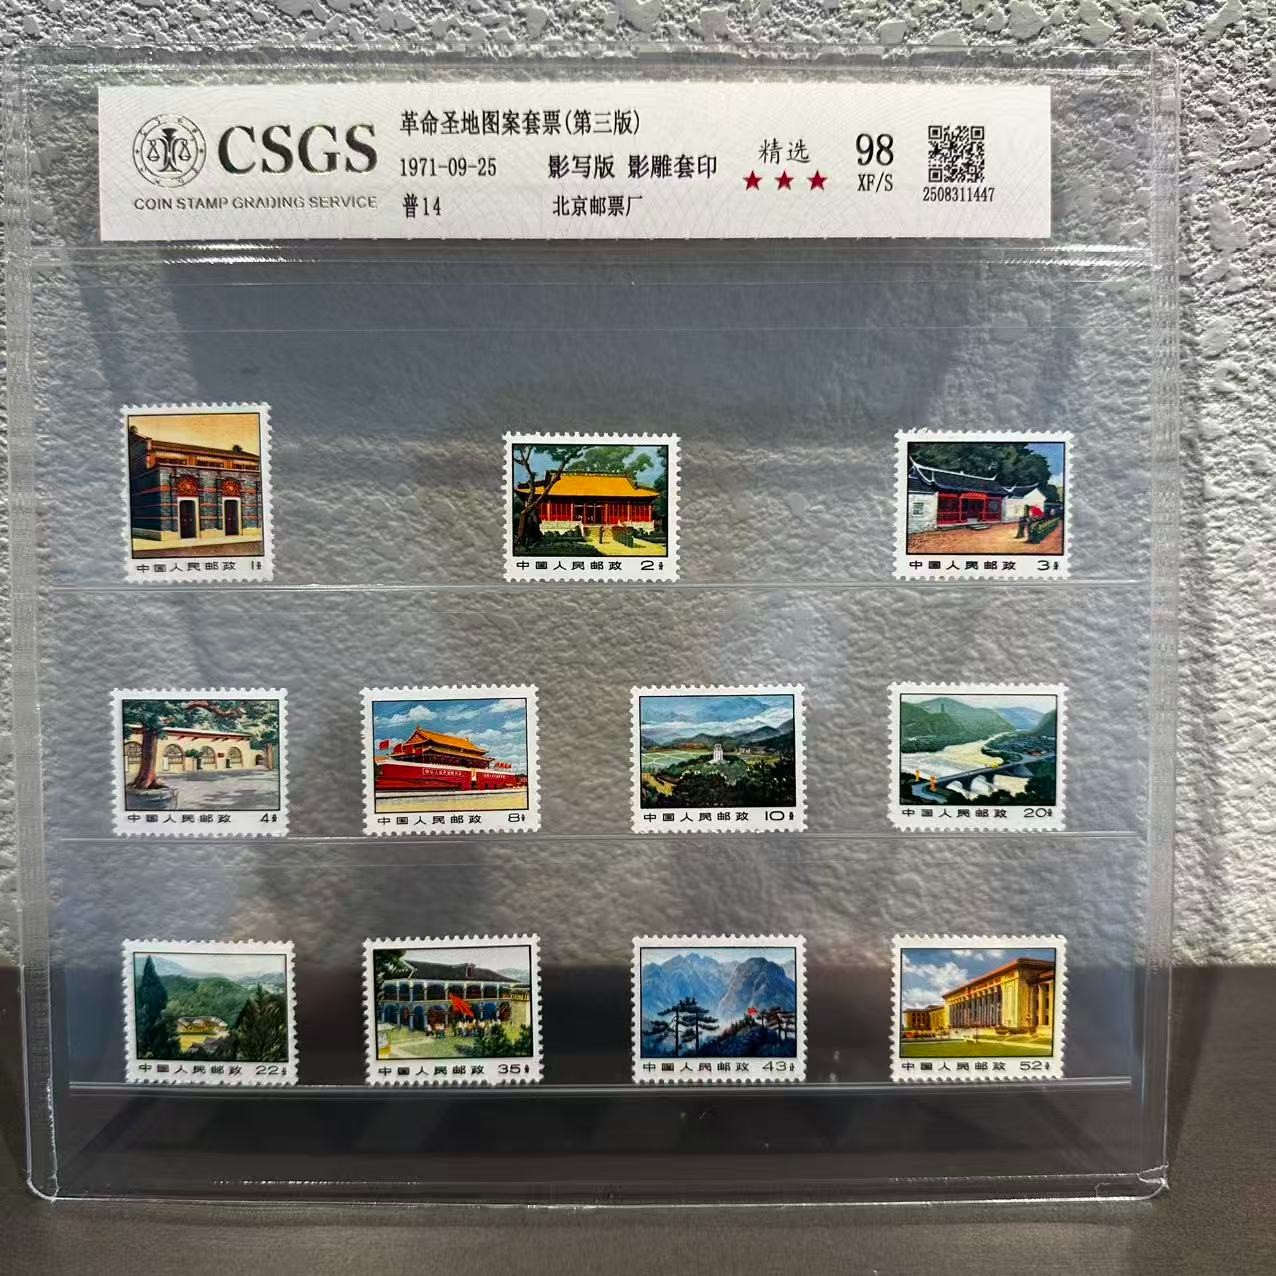 CSGS
COIN STAMP GRADING SERVICE
革命圣地图案套票(第三版)
1971-09-25 影写版 影雕套印
普14 北京邮票厂
精选
98
XF/S
2508311447
中国人民邮政 1分
中国人民邮政 2分
中国人民邮政 3分
中国人民邮政 4分
中国人民邮政 8分
中国人民邮政 10分
中国人民邮政 20分
中国人民邮政 22分
中国人民邮政 35分
中国人民邮政 43分
中国人民邮政 52分